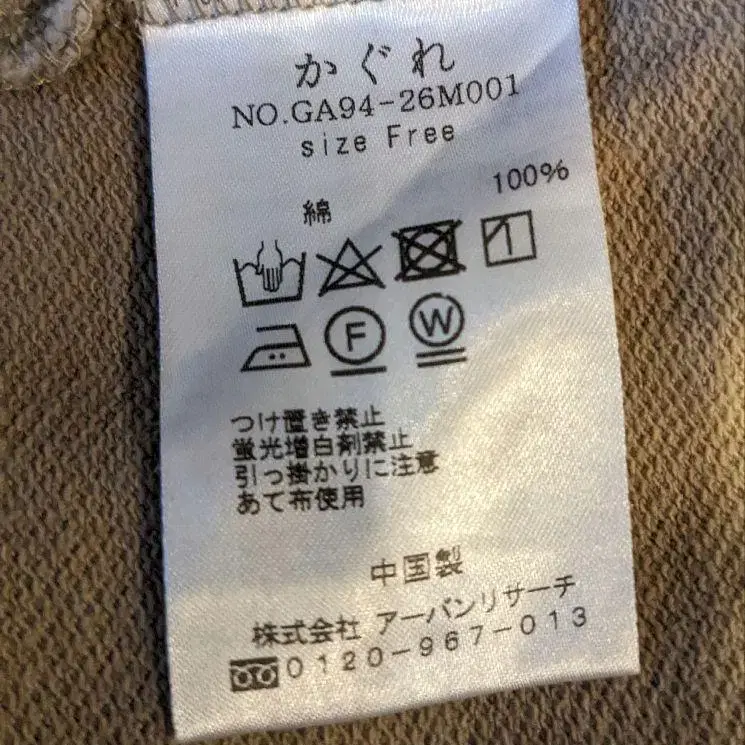 かぐれ
NO.GA94-26M001
size Free
綿 100%
F W
つけ置き禁止
蛍光増白剤禁止
引っ掛かりに注意
あて布使用
中国製
株式会社 アーバンリサーチ
0120-967-013